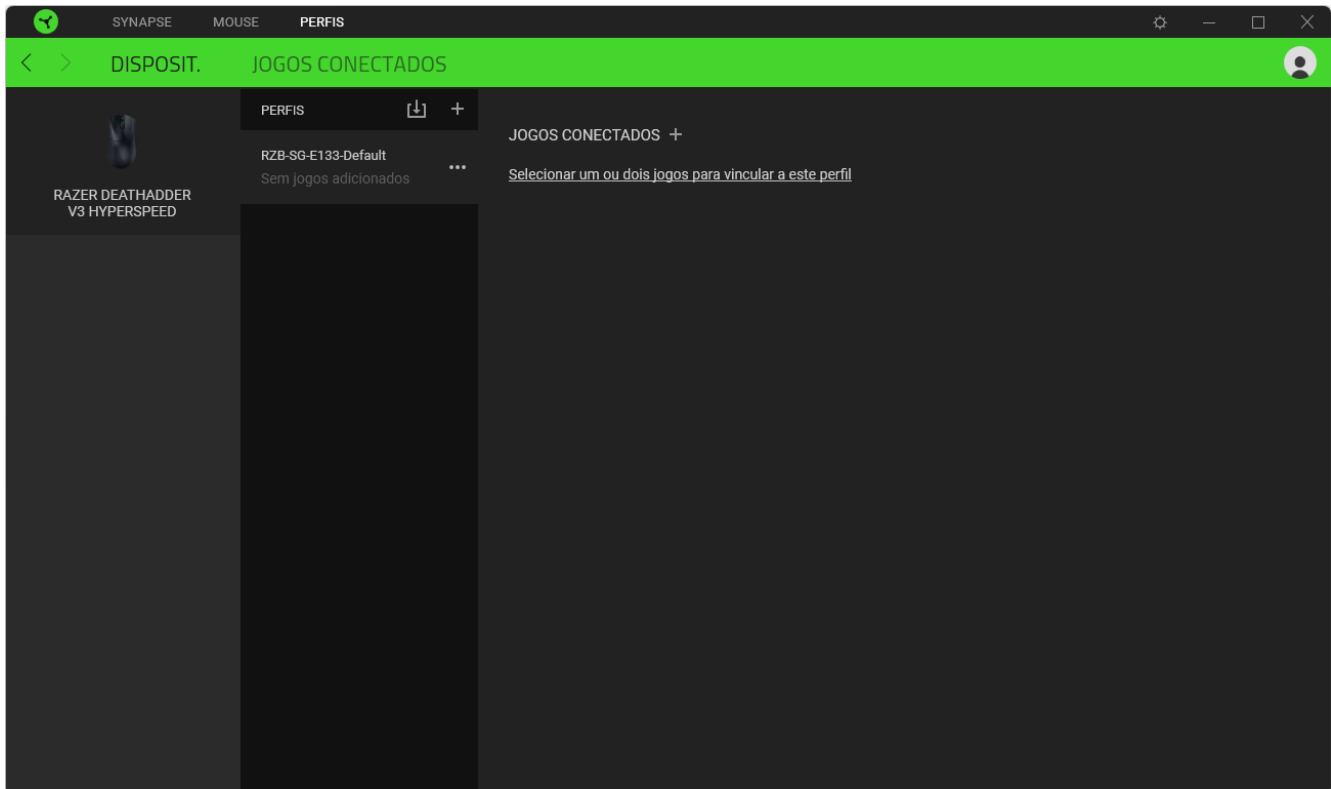 SYNAPSE MOUSE PERFIS
DISPOSIT. JOGOS CONECTADOS
RAZER DEATHADDER
V3 HYPERSPEED
PERFIS
RZB-SG-E133-Default
Sem jogos adicionados
JOGOS CONECTADOS +
Selecionar um ou dois jogos para vincular a este perfil